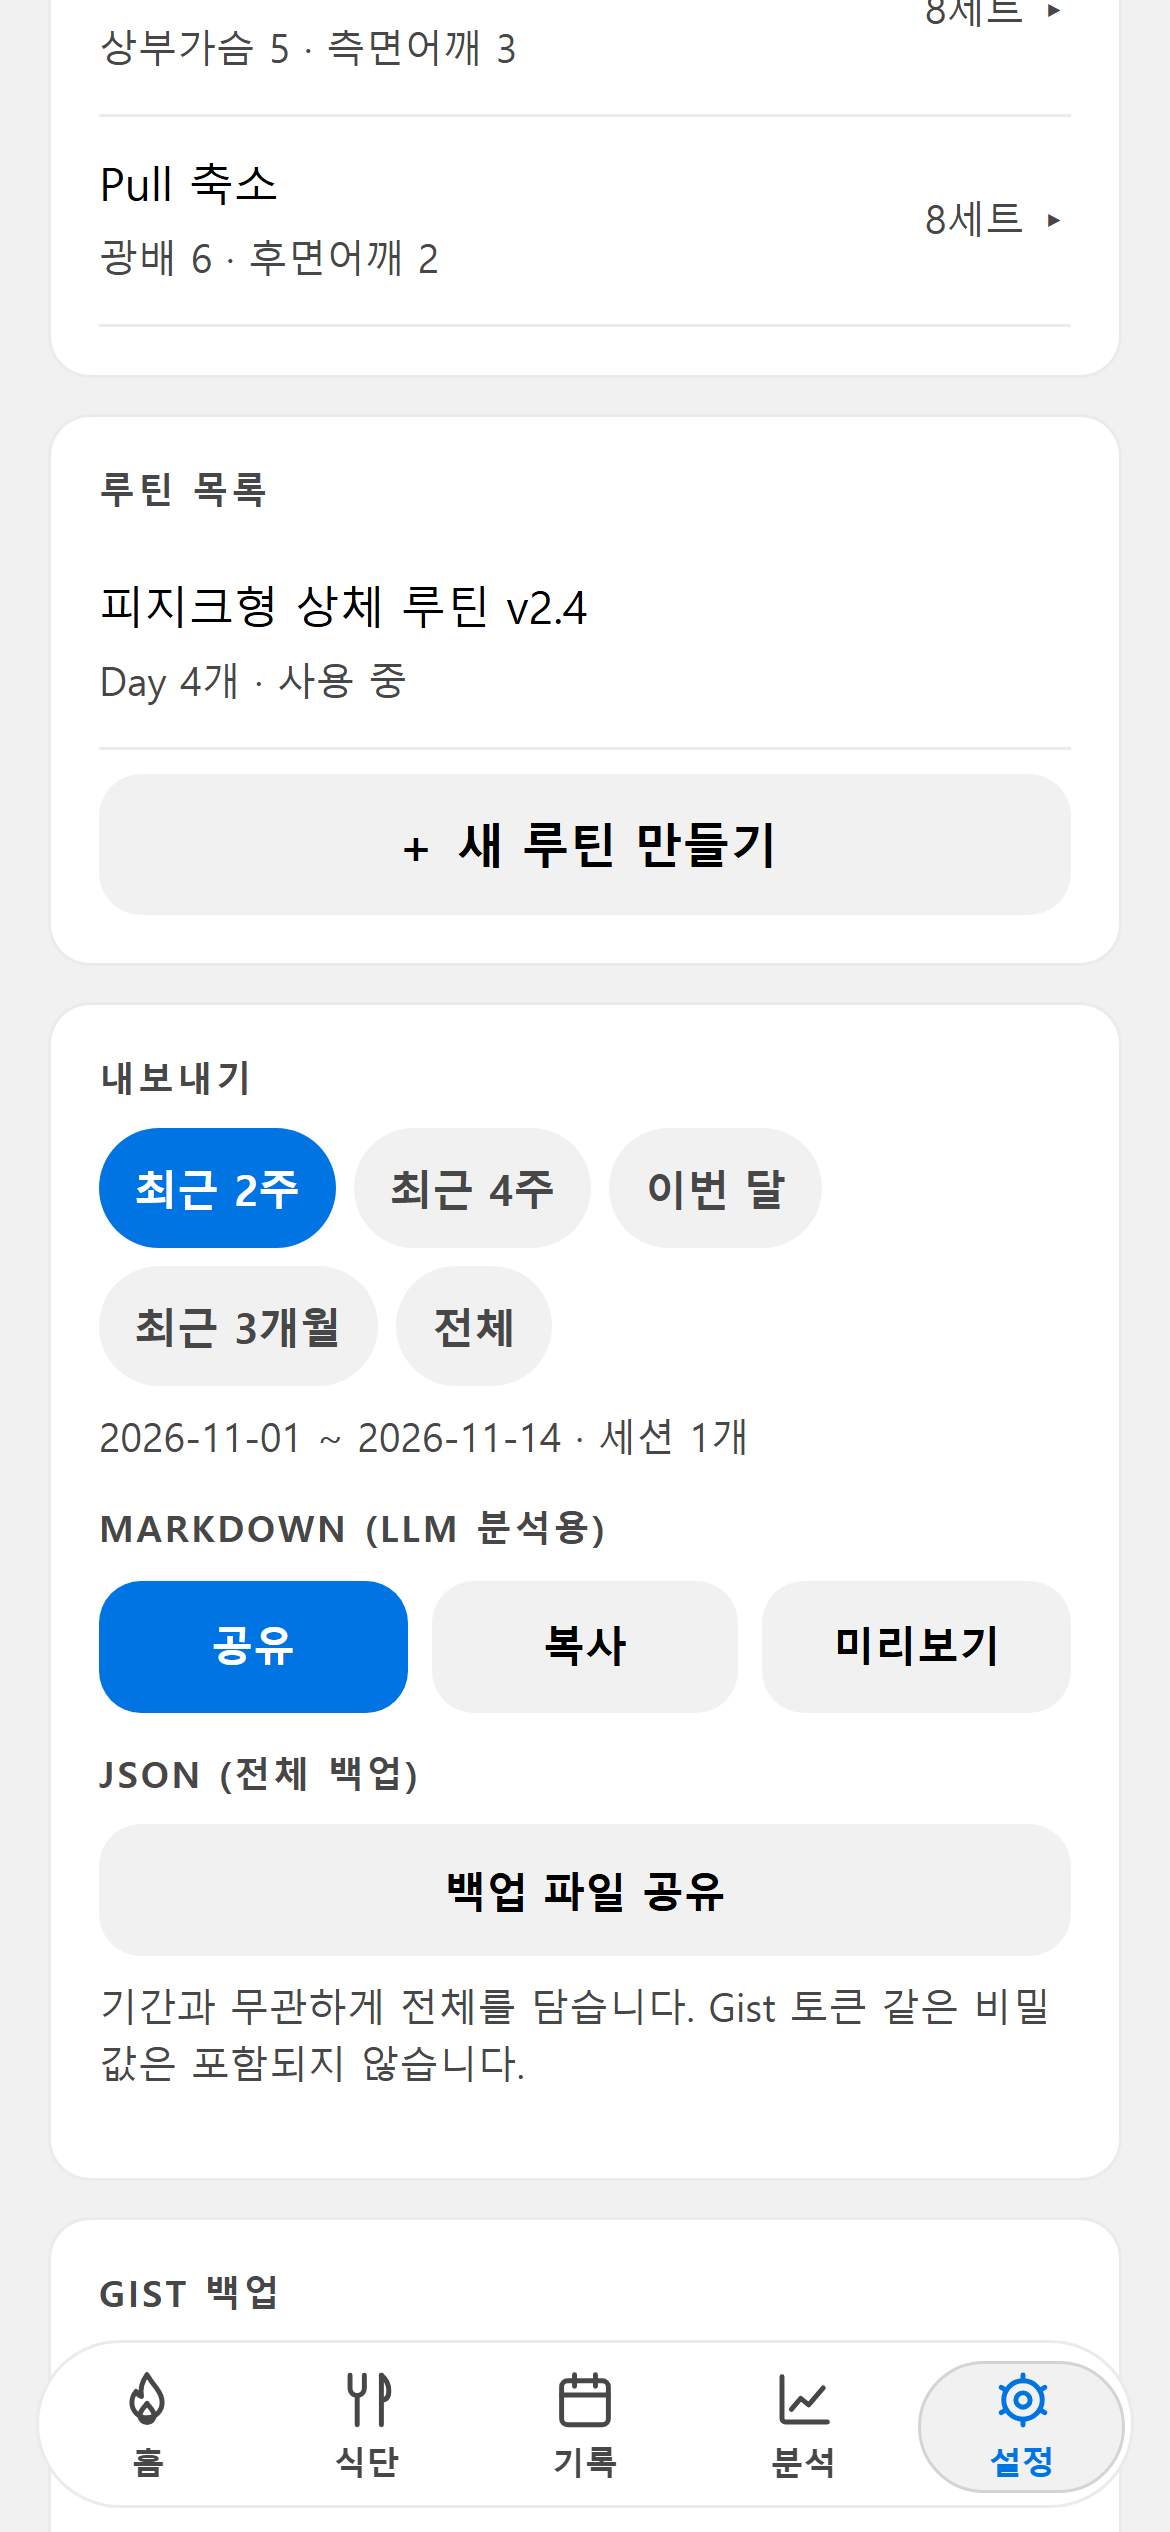 8세트 ▸
상부가슴 5 · 측면어깨 3
Pull 축소
8세트 ▸
광배 6 · 후면어깨 2
루틴 목록
피지크형 상체 루틴 v2.4
Day 4개 · 사용 중
+ 새 루틴 만들기
내보내기
최근 2주 최근 4주 이번 달
최근 3개월 전체
2026-11-01 ~ 2026-11-14 · 세션 1개
MARKDOWN (LLM 분석용)
공유 복사 미리보기
JSON (전체 백업)
백업 파일 공유
기간과 무관하게 전체를 담습니다. Gist 토큰 같은 비밀
값은 포함되지 않습니다.
GIST 백업
홈 식단 기록 분석 설정